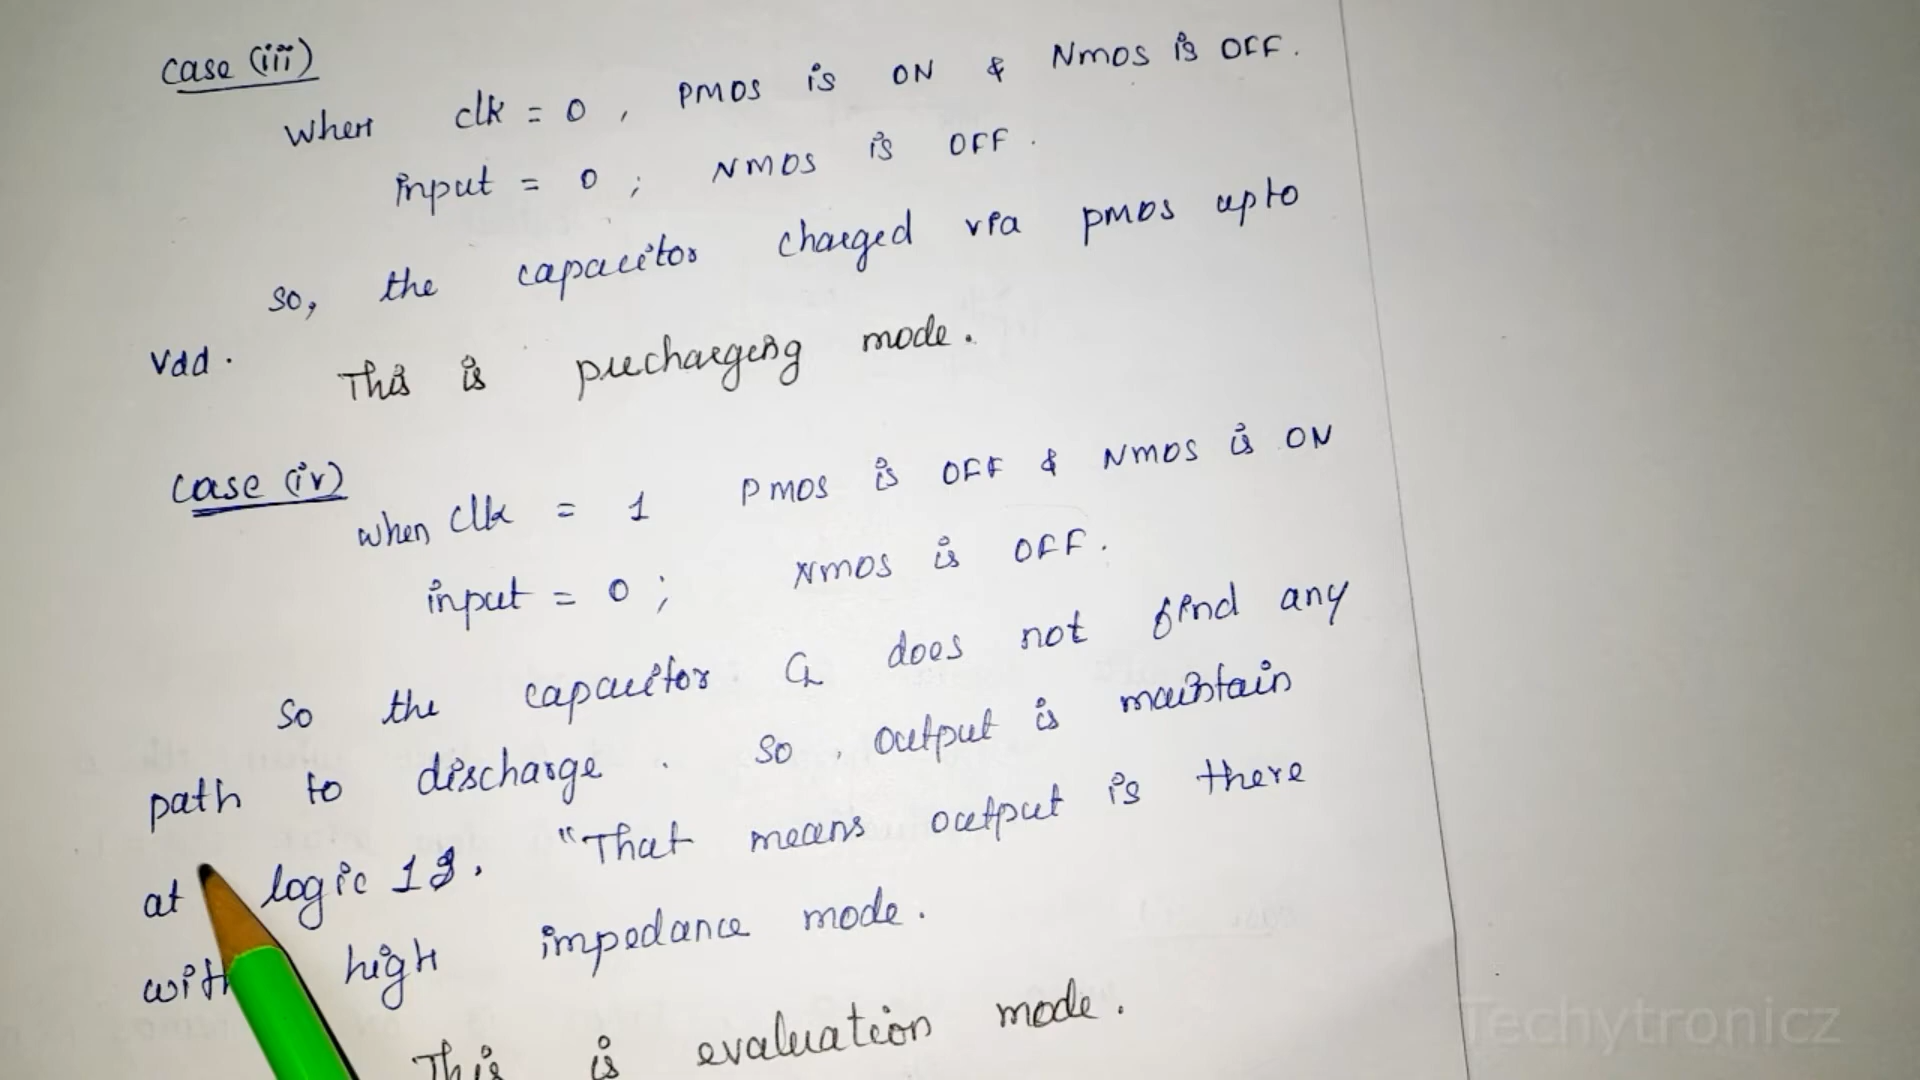 Case (iii)
When clk = 0 , PMOS is ON & Nmos is OFF.
input = 0 ; NMOS is OFF.
so, the capacitor charged via pmos upto
Vdd.
This is precharging mode.
Case (iv)
when clk = 1 PMOS is OFF & NMOS is ON
input = 0 ; NMOS is OFF.
So the capacitor CL does not find any
path to discharge . So, output is maintain
at logic 1 . "That means output is there
with high impedance mode.
This is evaluation mode.
Techytronicz